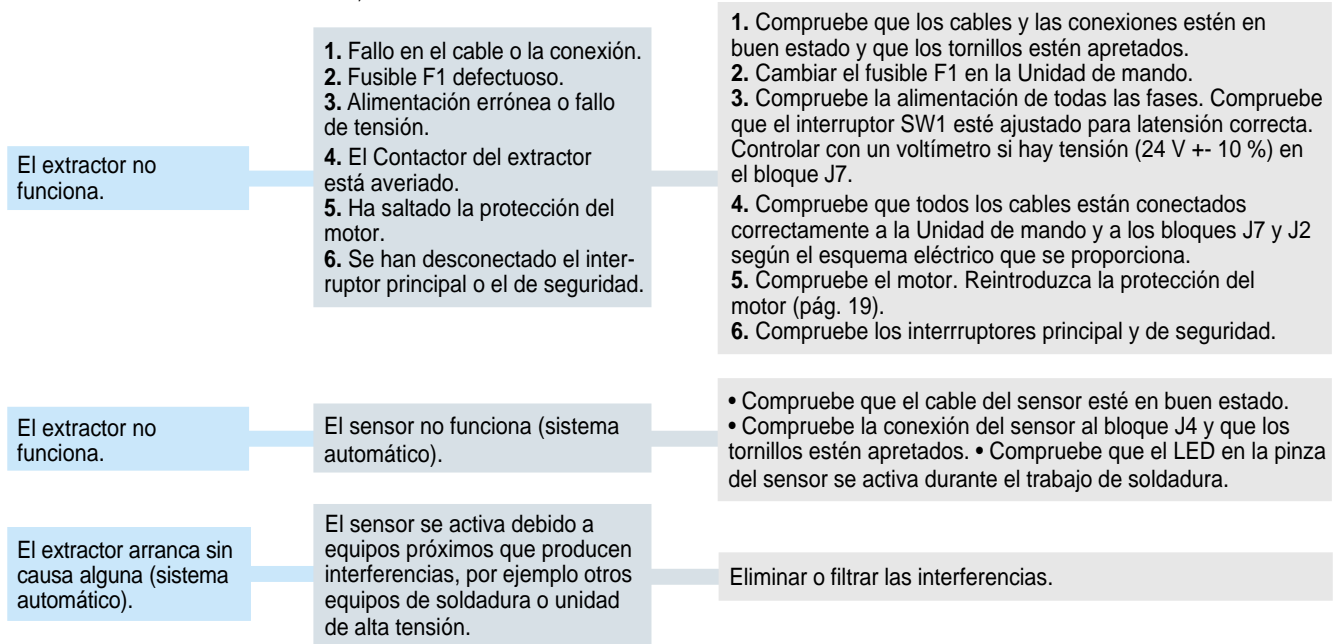 El extractor no
funciona.
1. Fallo en el cable o la conexión.
2. Fusible F1 defectuoso.
3. Alimentación errónea o fallo
de tensión.
4. El Contactor del extractor
está averiado.
5. Ha saltado la protección del
motor.
6. Se han desconectado el inter-
ruptor principal o el de seguridad.
1. Compruebe que los cables y las conexiones estén en
buen estado y que los tornillos estén apretados.
2. Cambiar el fusible F1 en la Unidad de mando.
3. Compruebe la alimentación de todas las fases. Compruebe
que el interruptor SW1 esté ajustado para latensión correcta.
Controlar con un voltímetro si hay tensión (24 V +- 10 %) en
el bloque J7.
4. Compruebe que todos los cables están conectados
correctamente a la Unidad de mando y a los bloques J7 y J2
según el esquema eléctrico que se proporciona.
5. Compruebe el motor. Reintroduzca la protección del
motor (pág. 19).
6. Compruebe los interrruptores principal y de seguridad.
El extractor no
funciona.
El sensor no funciona (sistema
automático).
• Compruebe que el cable del sensor esté en buen estado.
• Compruebe la conexión del sensor al bloque J4 y que los
tornillos estén apretados. • Compruebe que el LED en la pinza
del sensor se activa durante el trabajo de soldadura.
El extractor arranca sin
causa alguna (sistema
automático).
El sensor se activa debido a
equipos próximos que producen
interferencias, por ejemplo otros
equipos de soldadura o unidad
de alta tensión.
Eliminar o filtrar las interferencias.